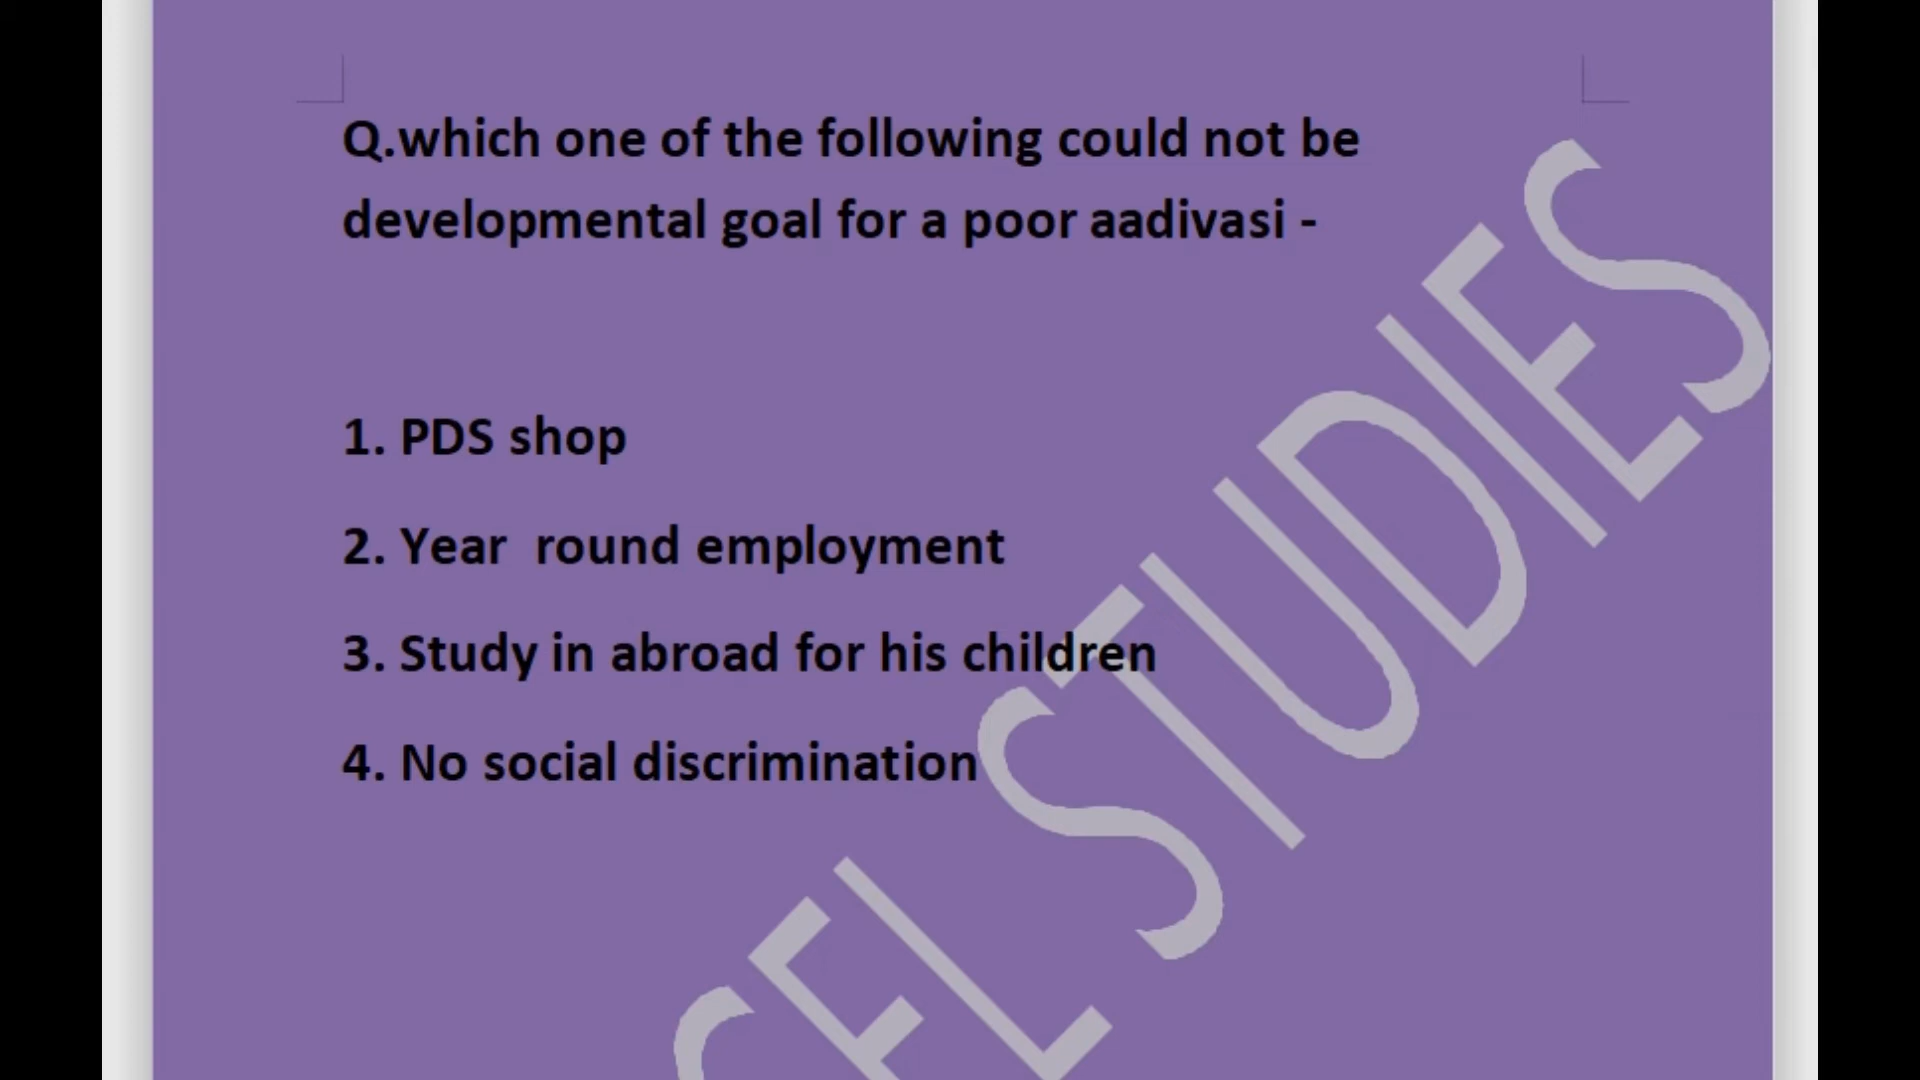 Q.which one of the following could not be
developmental goal for a poor aadivasi -
1. PDS shop
2. Year  round employment
3. Study in abroad for his children
4. No social discrimination
STUDIES